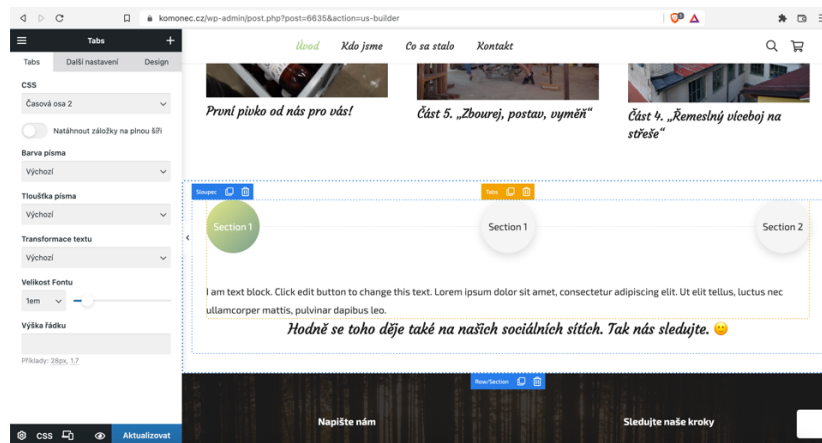 komonec.cz/wp-admin/post.php?post=6635&action=us-builder
Tabs
Tabs Další nastavení Design
CSS
Časová osa 2
Natáhnout záložky na plnou šíři
Barva písma
Výchozí
Tloušťka písma
Výchozí
Transformace textu
Výchozí
Velikost Fontu
1em
Výška řádku
Příklady: 28px, 1.7
CSS Aktualizovat
Úvod Kdo jsme Co sa stalo Kontakt
První pivko od nás pro vás!
Část 5. „Zbourej, postav, vyměň“
Část 4. „Řemeslný víceboj na
střeše“
Sloupec Tabs
Section 1 Section 1 Section 2
I am text block. Click edit button to change this text. Lorem ipsum dolor sit amet, consectetur adipiscing elit. Ut elit tellus, luctus nec
ullamcorper mattis, pulvinar dapibus leo.
Hodně se toho děje také na našich sociálních sítích. Tak nás sledujte. 🙂
Row/Section
Napište nám Sledujte naše kroky